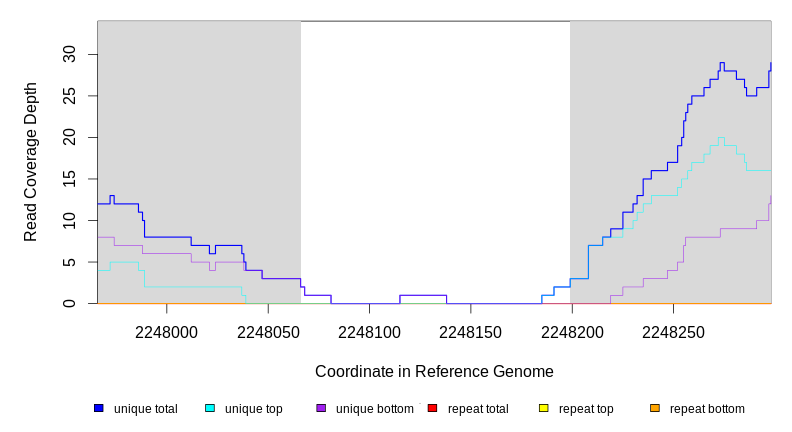 30
25
20
15
10
5
0
Read Coverage Depth
2248000 2248050 2248100 2248150 2248200 2248250
Coordinate in Reference Genome
unique total unique top unique bottom repeat total repeat top repeat bottom